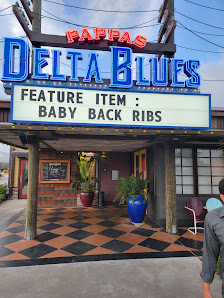 PAPPAS
DELTA BLUES
FEATURE ITEM :
BABY BACK RIBS